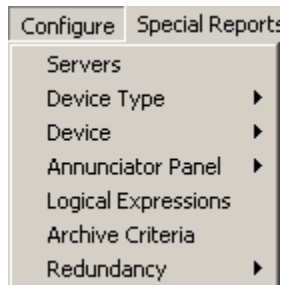 Configure Special Reports
Servers
Device Type
Device
Annunciator Panel
Logical Expressions
Archive Criteria
Redundancy